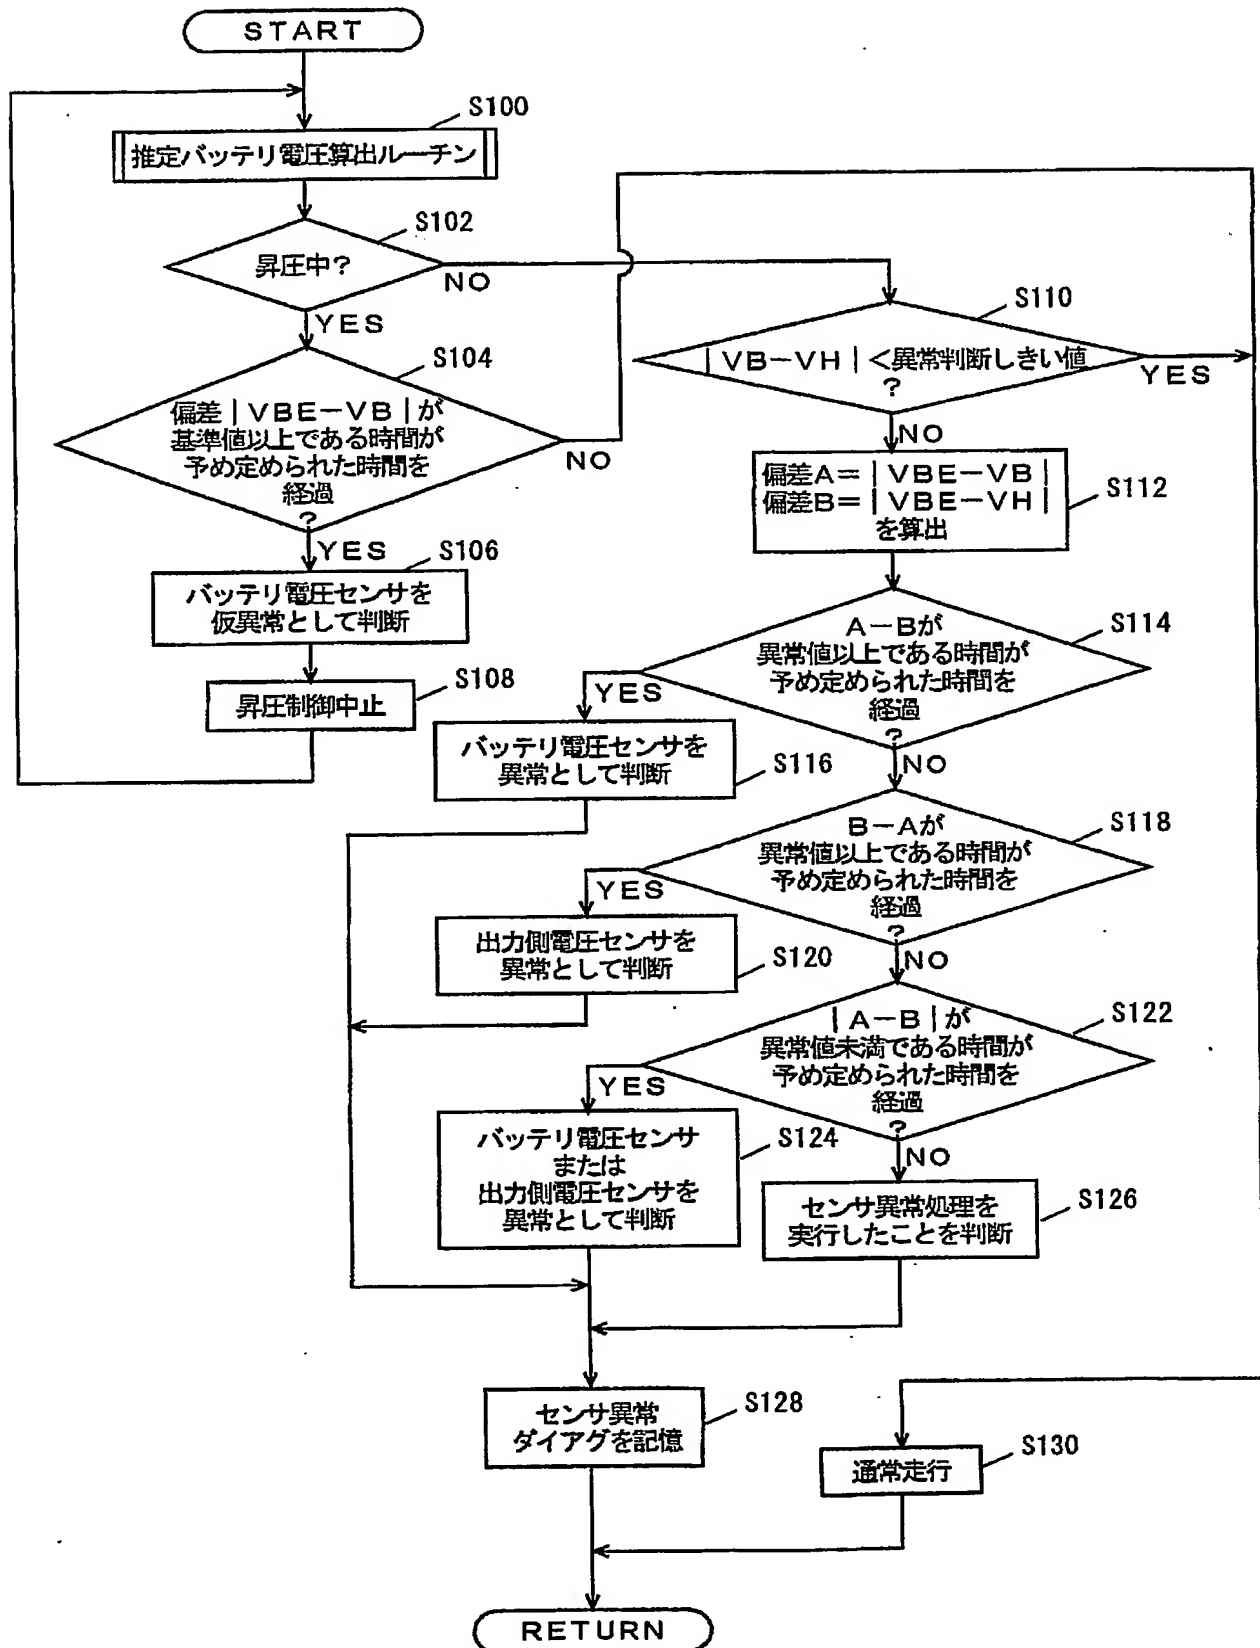 START
S100
推定バッテリ電圧算出ルーチン
S102
昇圧中?
NO
YES
S104
偏差|VBE-VB|が
基準値以上である時間が
予め定められた時間を
経過
?
NO
YES
S106
バッテリ電圧センサを
仮異常として判断
S108
昇圧制御中止
S110
|VB-VH|<異常判断しきい値
?
YES
NO
偏差A=|VBE-VB|
偏差B=|VBE-VH|
を算出
S112
A-Bが
異常値以上である時間が
予め定められた時間を
経過
?
S114
YES
NO
バッテリ電圧センサを
異常として判断
S116
B-Aが
異常値以上である時間が
予め定められた時間を
経過
?
S118
YES
NO
出力側電圧センサを
異常として判断
S120
|A-B|が
異常値未満である時間が
予め定められた時間を
経過
?
S122
YES
NO
バッテリ電圧センサ
または
出力側電圧センサを
異常として判断
S124
センサ異常処理を
実行したことを判断
S126
センサ異常
ダイアグを記憶
S128
通常走行
S130
RETURN